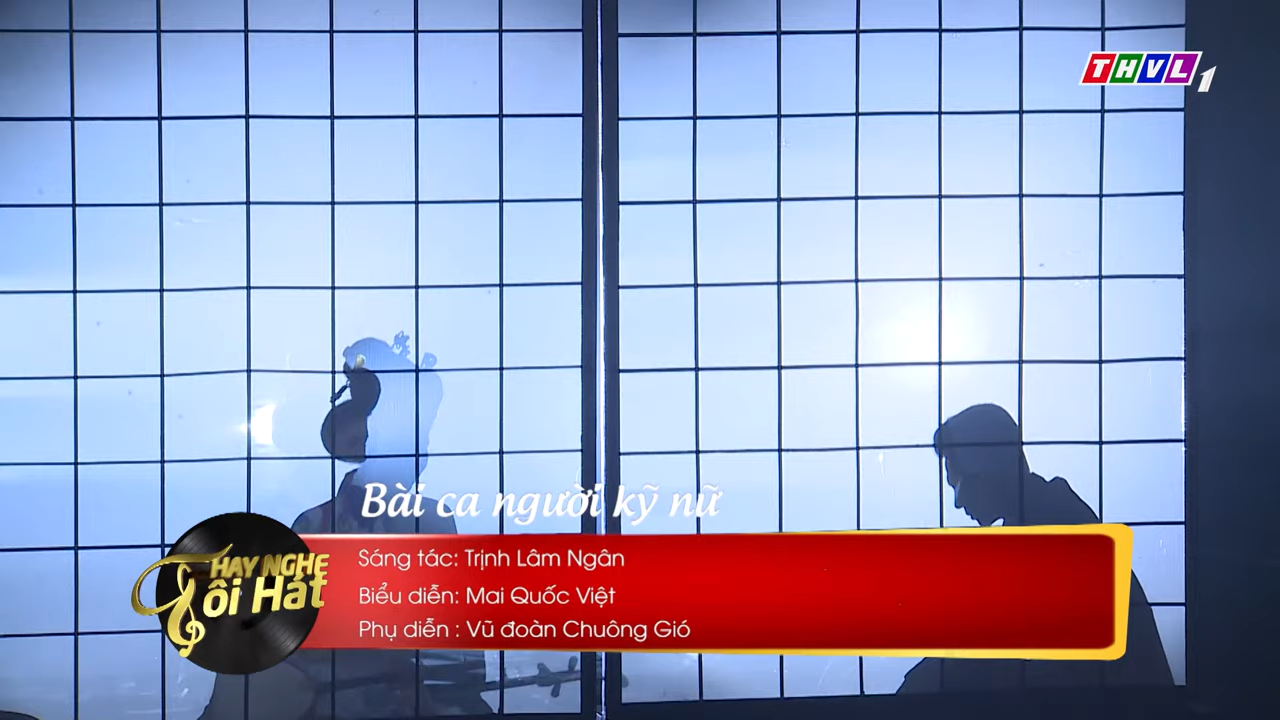 THVL1
Bài ca người kỹ nữ
HAY NGHE
Tôi Hát
Sáng tác: Trịnh Lâm Ngân
Biểu diễn: Mai Quốc Việt
Phụ diễn : Vũ đoàn Chuông Gió